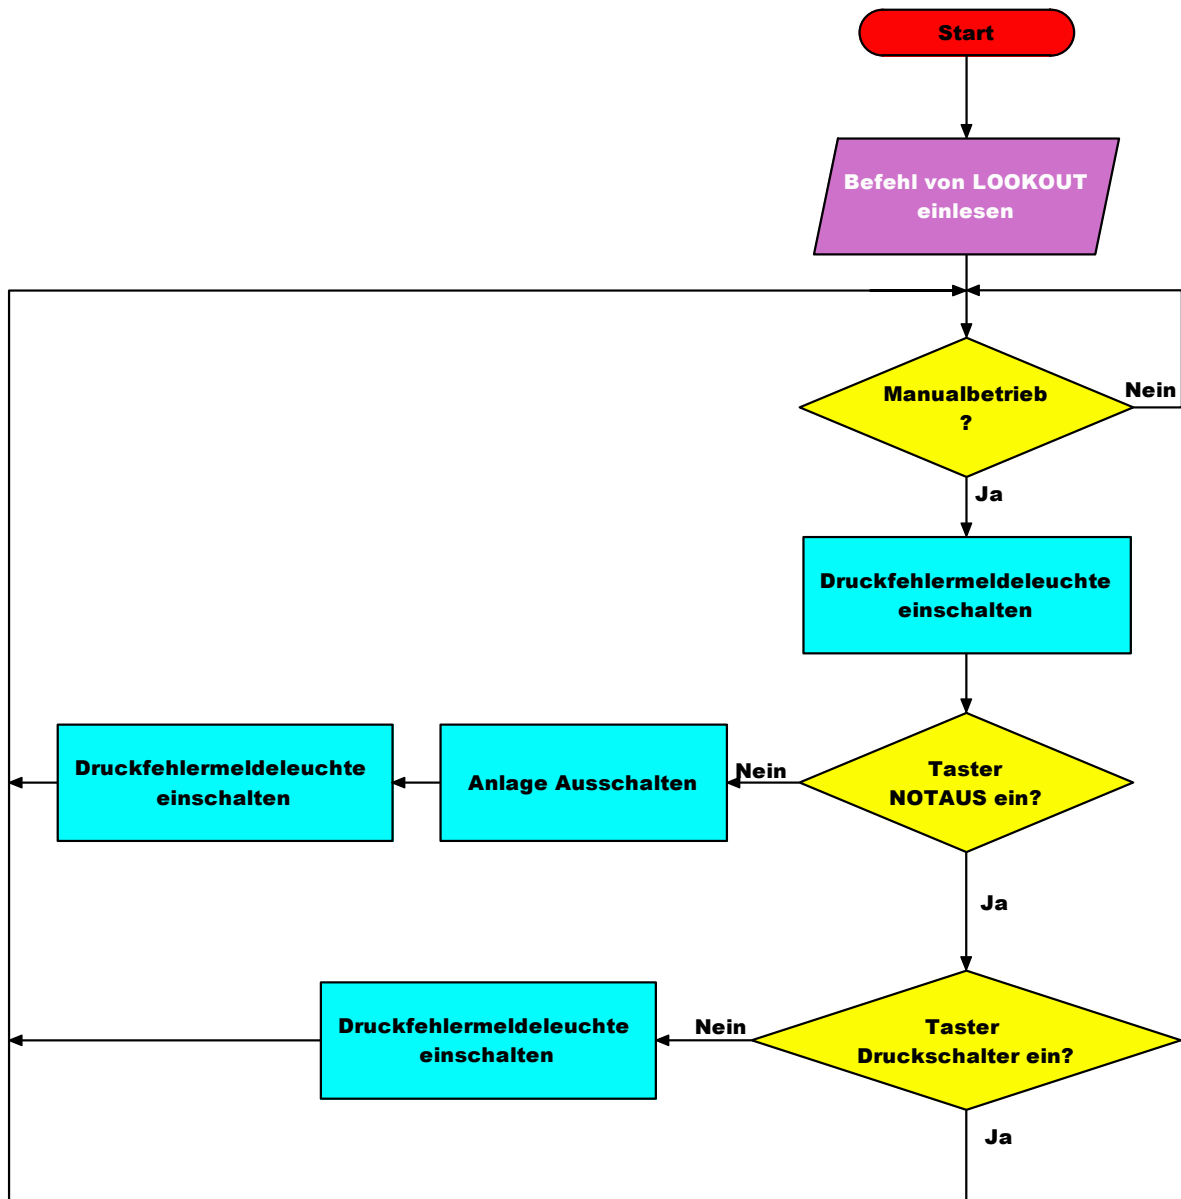 Start
Befehl von LOOKOUT
einlesen
Manualbetrieb
?
Nein
Ja
Druckfehlermeldeleuchte
einschalten
Taster
NOTAUS ein?
Nein
Anlage Ausschalten
Druckfehlermeldeleuchte
einschalten
Ja
Taster
Druckschalter ein?
Nein
Druckfehlermeldeleuchte
einschalten
Ja